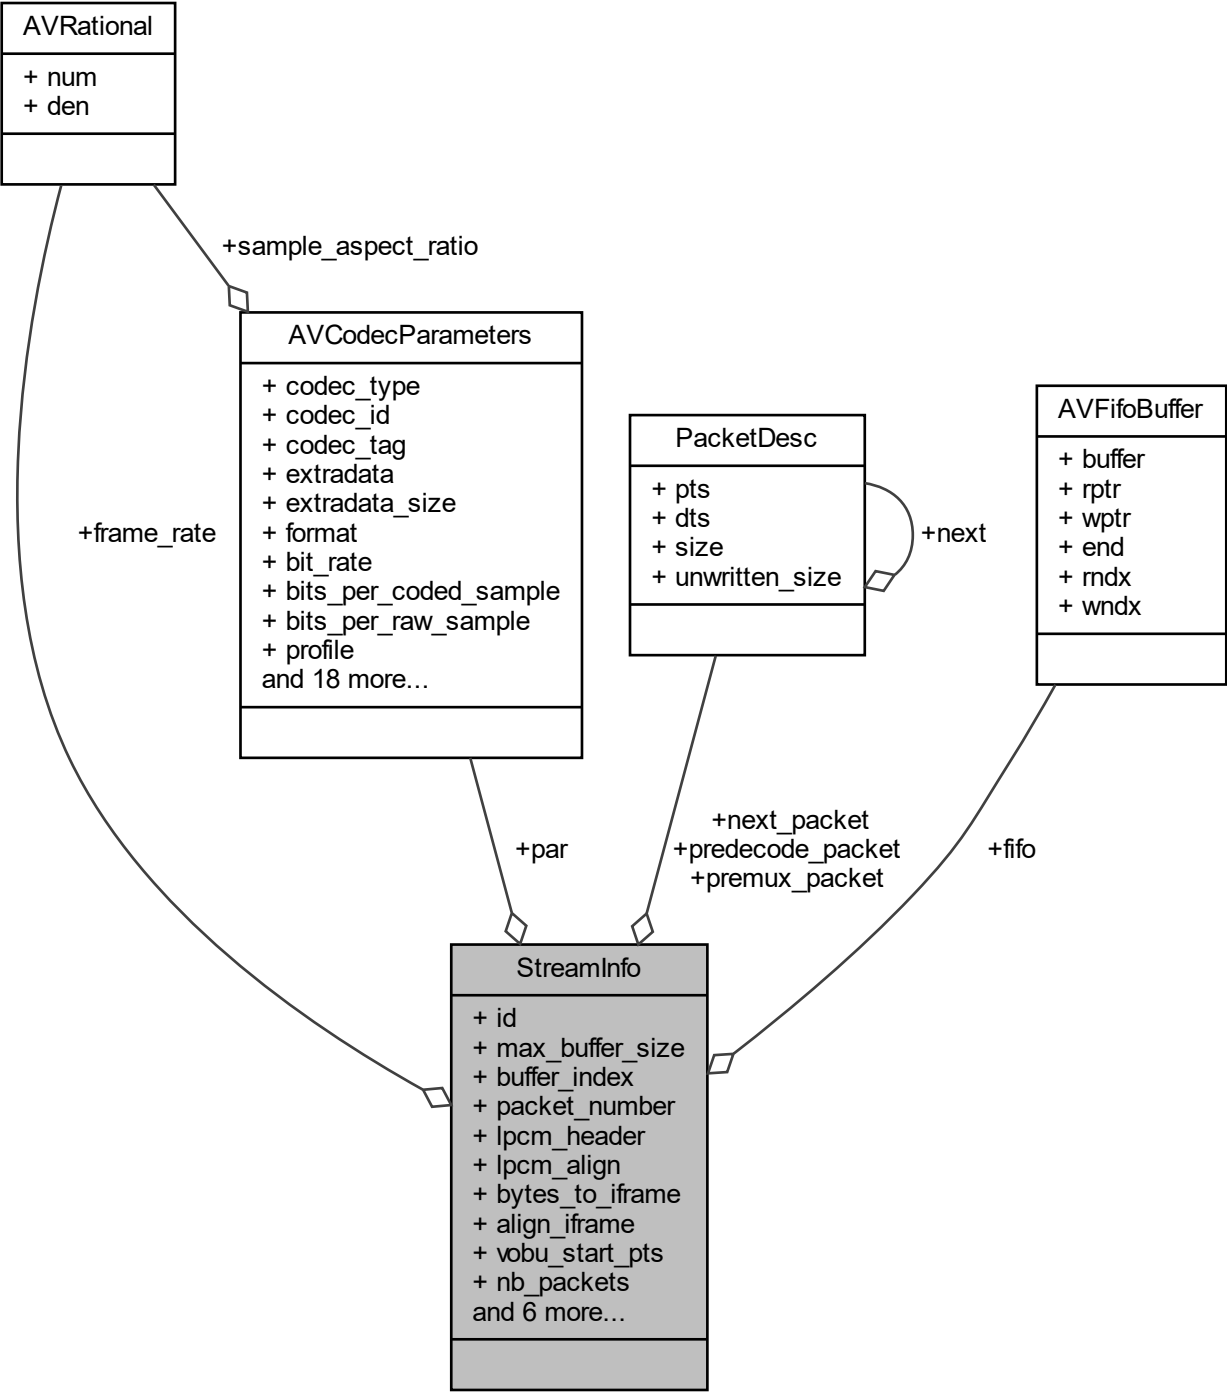 AVRational
+ num
+ den
+sample_aspect_ratio
AVCodecParameters
+ codec_type
+ codec_id
+ codec_tag
+ extradata
+ extradata_size
+ format
+ bit_rate
+ bits_per_coded_sample
+ bits_per_raw_sample
+ profile
and 18 more...
PacketDesc
+ pts
+ dts
+ size
+ unwritten_size
+next
AVFifoBuffer
+ buffer
+ rptr
+ wptr
+ end
+ rndx
+ wndx
+frame_rate
+par
+next_packet
+predecode_packet
+premux_packet
+fifo
StreamInfo
+ id
+ max_buffer_size
+ buffer_index
+ packet_number
+ lpcm_header
+ lpcm_align
+ bytes_to_iframe
+ align_iframe
+ vobu_start_pts
+ nb_packets
and 6 more...